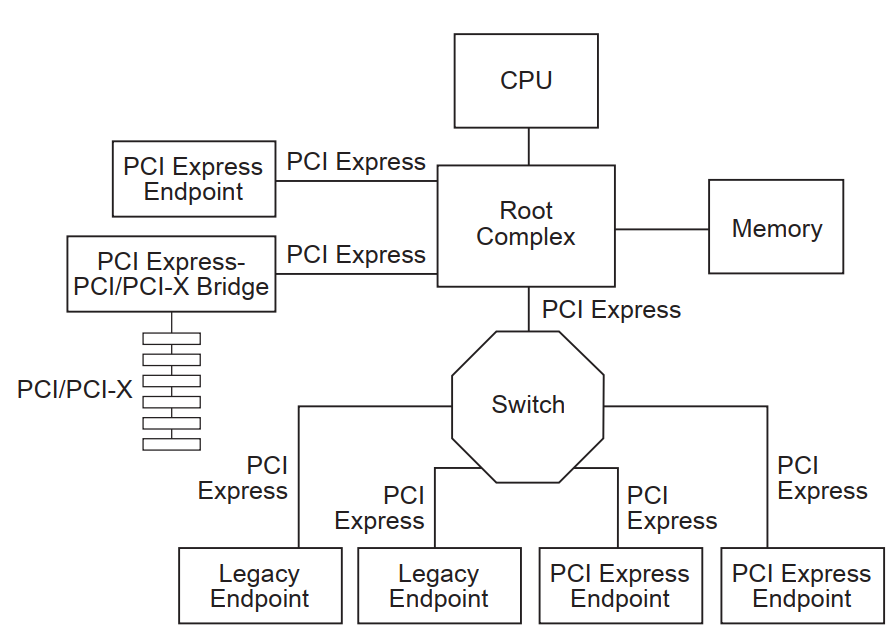 CPU
PCI Express
Endpoint
PCI Express
Root
Complex
Memory
PCI Express-
PCI/PCI-X Bridge
PCI Express
PCI Express
PCI/PCI-X
Switch
PCI
Express
PCI
Express
PCI
Express
PCI
Express
Legacy
Endpoint
Legacy
Endpoint
PCI Express
Endpoint
PCI Express
Endpoint